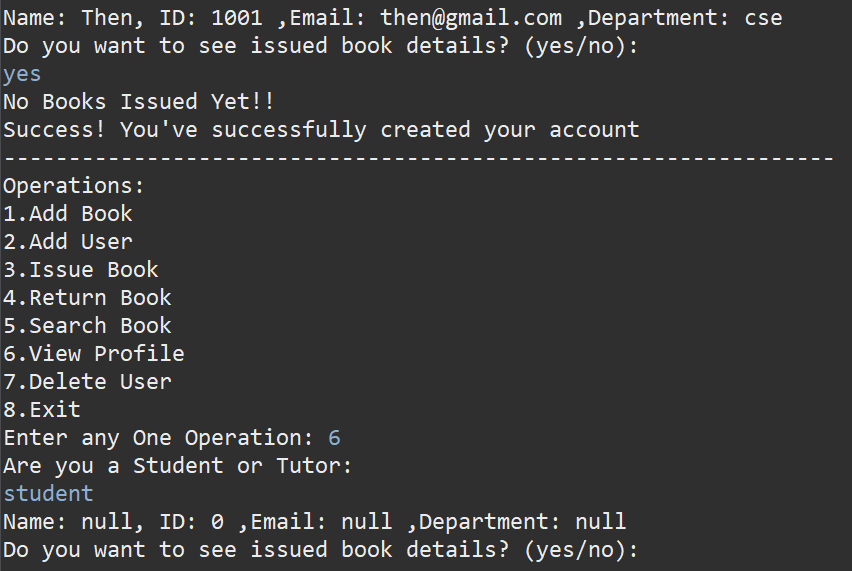 Name: Then, ID: 1001 ,Email: then@gmail.com ,Department: cse
Do you want to see issued book details? (yes/no):
yes
No Books Issued Yet!!
Success! You've successfully created your account
----------------------------------------------------------------
Operations:
1.Add Book
2.Add User
3.Issue Book
4.Return Book
5.Search Book
6.View Profile
7.Delete User
8.Exit
Enter any One Operation: 6
Are you a Student or Tutor:
student
Name: null, ID: 0 ,Email: null ,Department: null
Do you want to see issued book details? (yes/no):